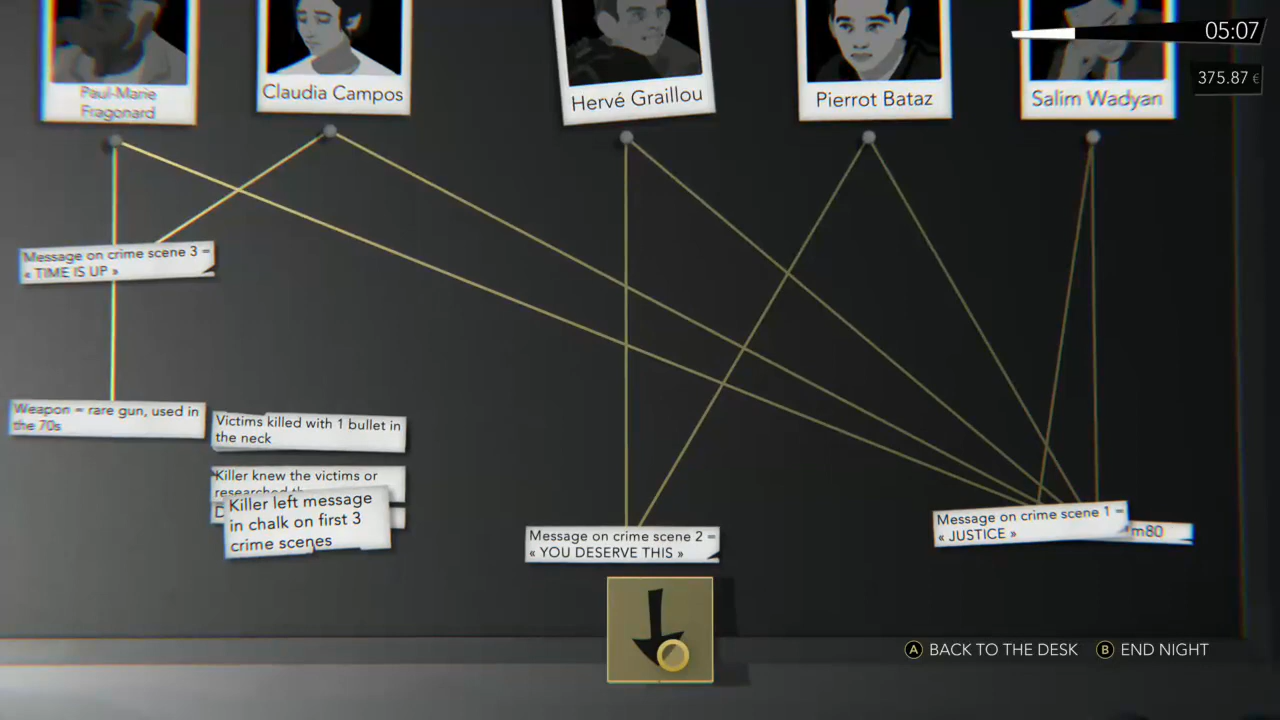 05:07
375.87 €
Paul-Marie
Fragonard
Claudia Campos
Hervé Graillou
Pierrot Bataz
Salim Wadyan
Message on crime scene 3 =
« TIME IS UP »
Weapon = rare gun, used in
the 70s
Victims killed with 1 bullet in
the neck
Killer knew the victims or
researched
Killer left message
in chalk on first 3
crime scenes
Message on crime scene 2 =
« YOU DESERVE THIS »
Message on crime scene 1 =
« JUSTICE »
m80
A BACK TO THE DESK
B END NIGHT